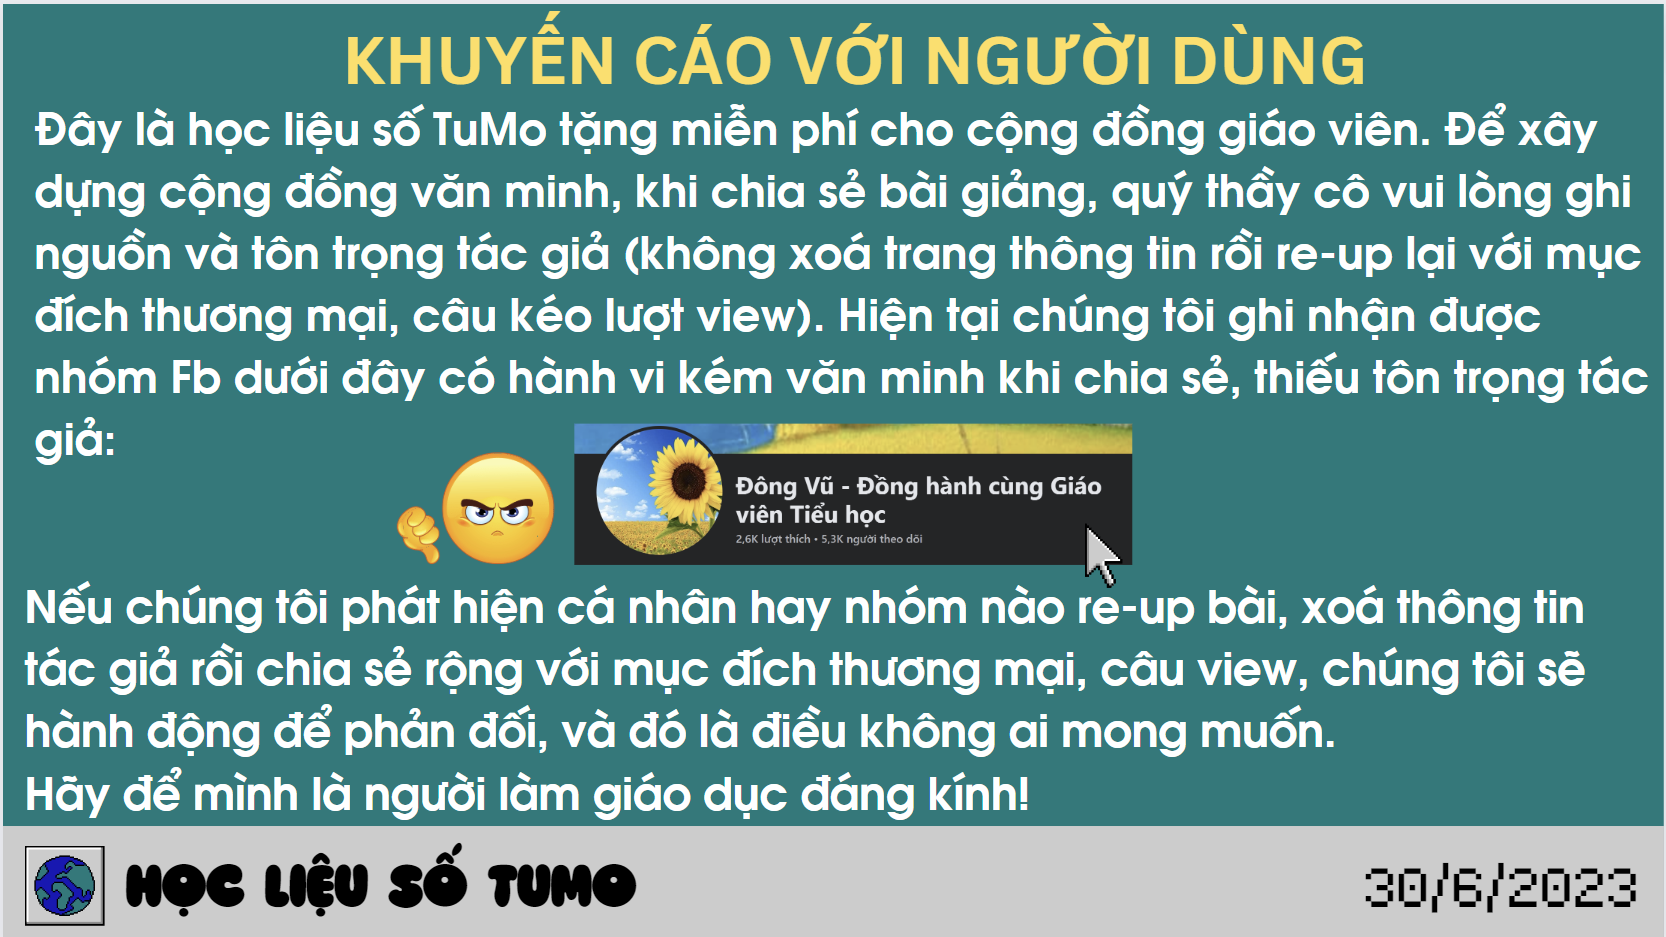 KHUYẾN CÁO VỚI NGƯỜI DÙNG
Đây là học liệu số TuMo tặng miễn phí cho cộng đồng giáo viên. Để xây
dựng cộng đồng văn minh, khi chia sẻ bài giảng, quý thầy cô vui lòng ghi
nguồn và tôn trọng tác giả (không xoá trang thông tin rồi re-up lại với mục
đích thương mại, câu kéo lượt view). Hiện tại chúng tôi ghi nhận được
nhóm Fb dưới đây có hành vi kém văn minh khi chia sẻ, thiếu tôn trọng tác
giả:
Đông Vũ - Đồng hành cùng Giáo
viên Tiểu học
2,6K lượt thích • 5,3K người theo dõi
Nếu chúng tôi phát hiện cá nhân hay nhóm nào re-up bài, xoá thông tin
tác giả rồi chia sẻ rộng với mục đích thương mại, câu view, chúng tôi sẽ
hành động để phản đối, và đó là điều không ai mong muốn.
Hãy để mình là người làm giáo dục đáng kính!
HỌC LIỆU SỐ TUMO
30/6/2023